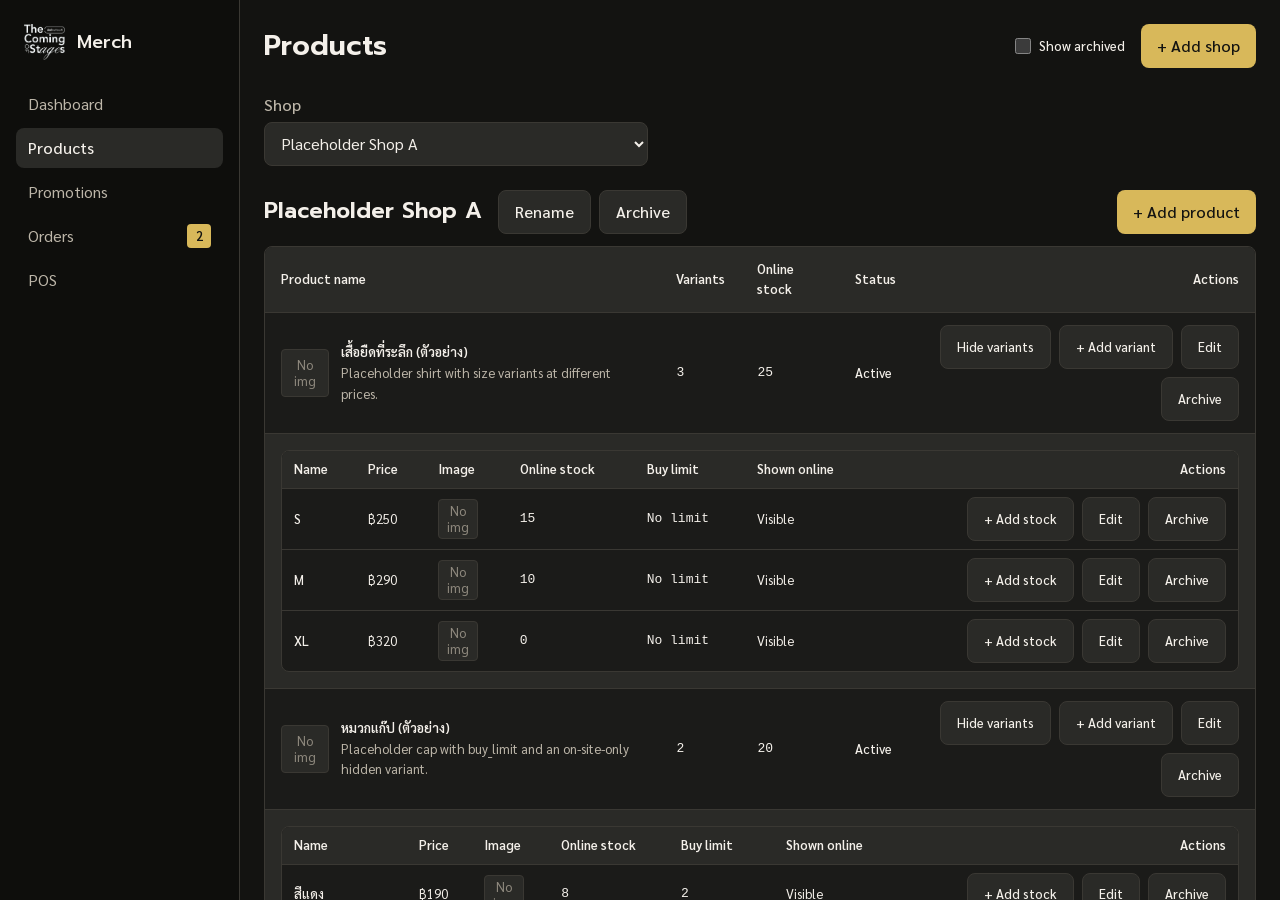 The
Coming
Stages
Merch
Dashboard
Products
Promotions
Orders 2
POS
Products
Show archived
+ Add shop
Shop
Placeholder Shop A
Placeholder Shop A
Rename
Archive
+ Add product
Product name Variants Online stock Status Actions
No img
เสื้อยืดที่ระลึก (ตัวอย่าง)
Placeholder shirt with size variants at different
prices.
3 25 Active
Hide variants + Add variant Edit
Archive
Name Price Image Online stock Buy limit Shown online Actions
S ฿250 No img 15 No limit Visible + Add stock Edit Archive
M ฿290 No img 10 No limit Visible + Add stock Edit Archive
XL ฿320 No img 0 No limit Visible + Add stock Edit Archive
No img
หมวกแก๊ป (ตัวอย่าง)
Placeholder cap with buy_limit and an on-site-only
hidden variant.
2 20 Active
Hide variants + Add variant Edit
Archive
Name Price Image Online stock Buy limit Shown online Actions
สีแดง ฿190 No 8 2 Visible + Add stock Edit Archive